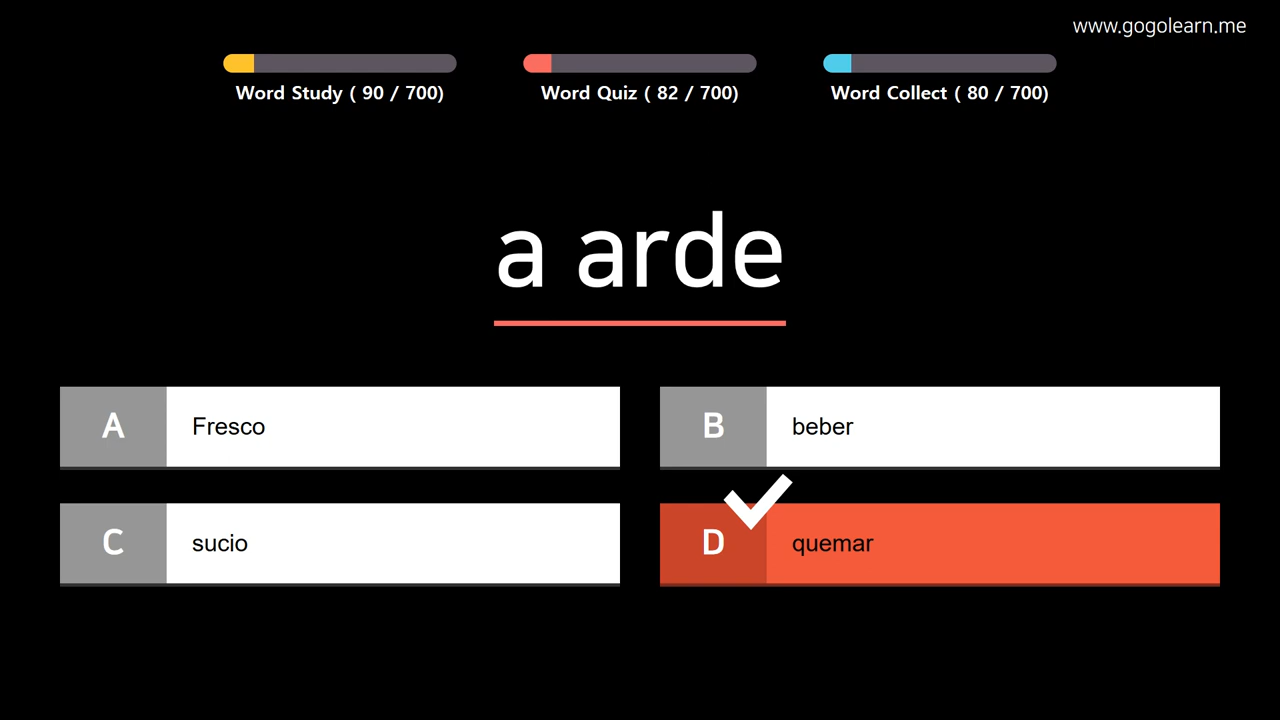 www.gogolearn.me
Word Study ( 90 / 700)
Word Quiz ( 82 / 700)
Word Collect ( 80 / 700)
a arde
A Fresco
B beber
C sucio
D quemar